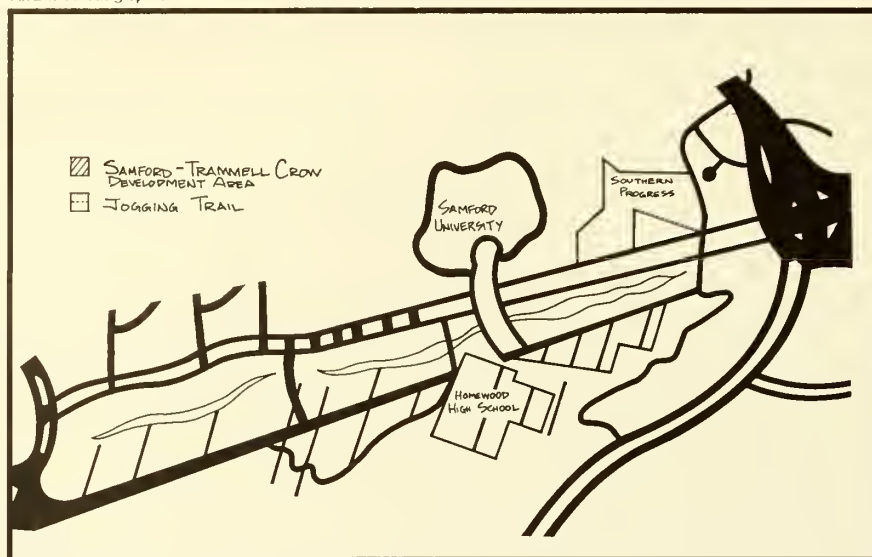 SAMFORD-TRAMMELL CROW
DEVELOPMENT AREA
JOGGING TRAIL
SAMFORD
UNIVERSITY
SOUTHERN
PROGRESS
HOMEWOOD
HIGH SCHOOL